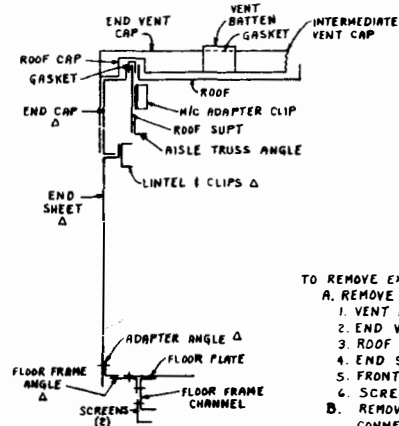 END VENT
CAP
VENT
BATTEN
GASKET
INTERMEDIATE
VENT CAP
ROOF CAP
GASKET
ROOF
END CAP
Δ
M/C ADAPTER CLIP
ROOF SUPT
AISLE TRUSS ANGLE
LINTEL & CLIPS Δ
END
SHEET
Δ
TO REMOVE EX
A. REMOVE
1. VENT
2. END V
3. ROOF
4. END S
5. FRONT
6. SCREE
B. REMOV
CONNE
ADAPTER ANGLE Δ
FLOOR PLATE
FLOOR FRAME
ANGLE
Δ
FLOOR FRAME
CHANNEL
SCREENS
(2)